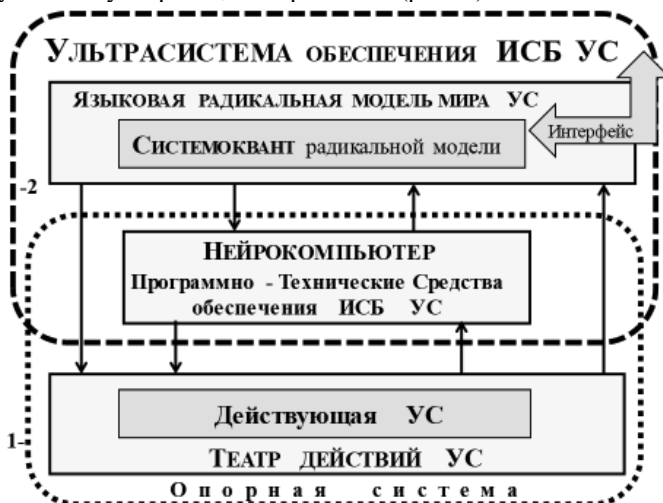 УЛЬТРАСИСТЕМА ОБЕСПЕЧЕНИЯ ИСБ УС
ЯЗЫКОВАЯ РАДИКАЛЬНАЯ МОДЕЛЬ МИРА УС
Интерфейс
СИСТЕМОКВАНТ радикальной модели
-2
НЕЙРОКОМПЬЮТЕР
Программно - Технические Средства
обеспечения ИСБ УС
Действующая УС
1-
ТЕАТР ДЕЙСТВИЙ УС
Опорная система